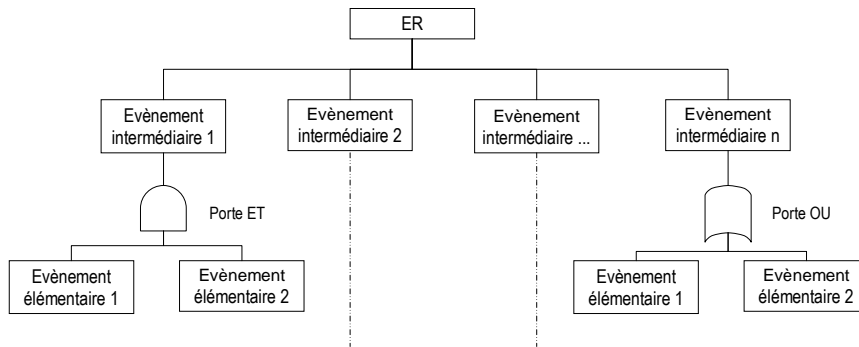 ER
Evènement
intermédiaire 1
Evènement
intermédiaire 2
Evènement
intermédiaire ...
Evènement
intermédiaire n
Porte ET
Porte OU
Evènement
élémentaire 1
Evènement
élémentaire 2
Evènement
élémentaire 1
Evènement
élémentaire 2